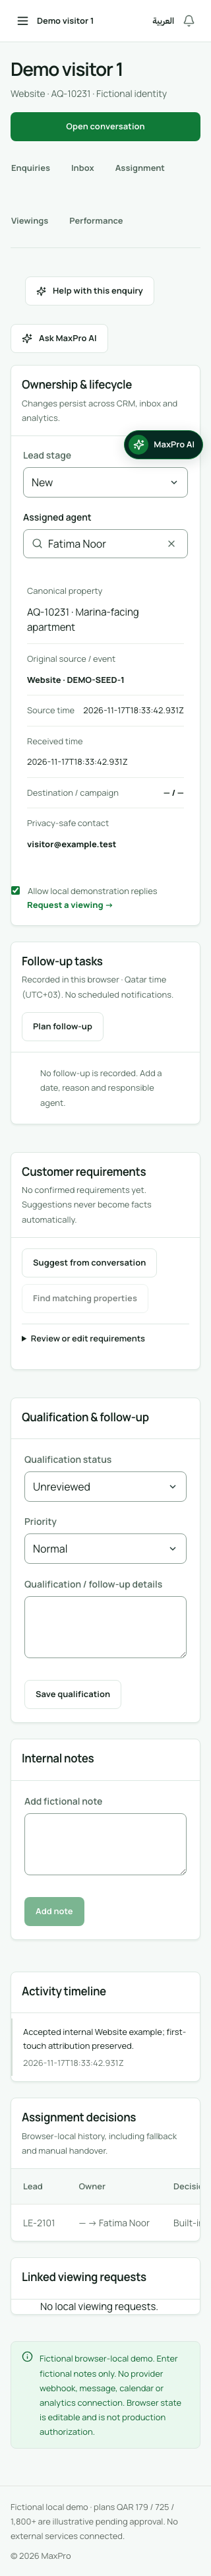 Demo visitor 1
العربية
Demo visitor 1
Website · AQ-10231 · Fictional identity
Open conversation
Enquiries Inbox Assignment
Viewings Performance
Help with this enquiry
Ask MaxPro AI
Ownership & lifecycle
Changes persist across CRM, inbox and
analytics.
MaxPro AI
Lead stage
New
Assigned agent
Fatima Noor
Canonical property
AQ-10231 · Marina-facing
apartment
Original source / event
Website · DEMO-SEED-1
Source time 2026-11-17T18:33:42.931Z
Received time
2026-11-17T18:33:42.931Z
Destination / campaign — / —
Privacy-safe contact
visitor@example.test
Allow local demonstration replies
Request a viewing →
Follow-up tasks
Recorded in this browser · Qatar time
(UTC+03). No scheduled notifications.
Plan follow-up
No follow-up is recorded. Add a
date, reason and responsible
agent.
Customer requirements
No confirmed requirements yet.
Suggestions never become facts
automatically.
Suggest from conversation
Find matching properties
Review or edit requirements
Qualification & follow-up
Qualification status
Unreviewed
Priority
Normal
Qualification / follow-up details
Save qualification
Internal notes
Add fictional note
Add note
Activity timeline
Accepted internal Website example; first-
touch attribution preserved.
2026-11-17T18:33:42.931Z
Assignment decisions
Browser-local history, including fallback
and manual handover.
Lead Owner Decisio
LE-2101 — → Fatima Noor Built-in
Linked viewing requests
No local viewing requests.
Fictional browser-local demo. Enter
fictional notes only. No provider
webhook, message, calendar or
analytics connection. Browser state
is editable and is not production
authorization.
Fictional local demo · plans QAR 179 / 725 /
1,800+ are illustrative pending approval. No
external services connected.
© 2026 MaxPro